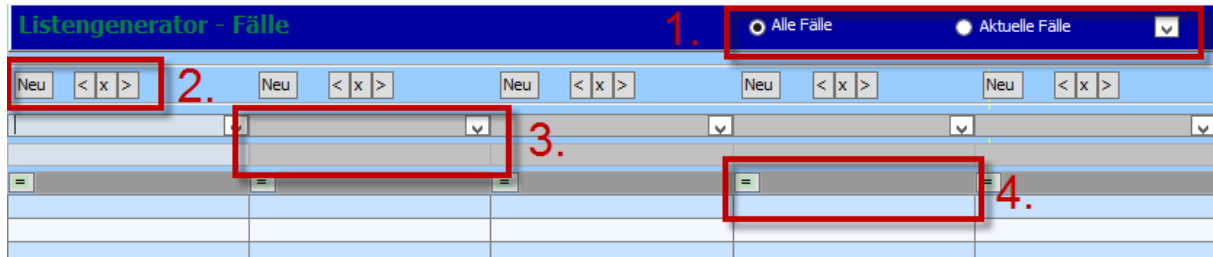 Listengenerator - Fälle 1. Alle Fälle Aktuelle Fälle
Neu < x > 2. Neu < x > Neu < x > Neu < x > Neu < x >
3.
= = = = =
4.